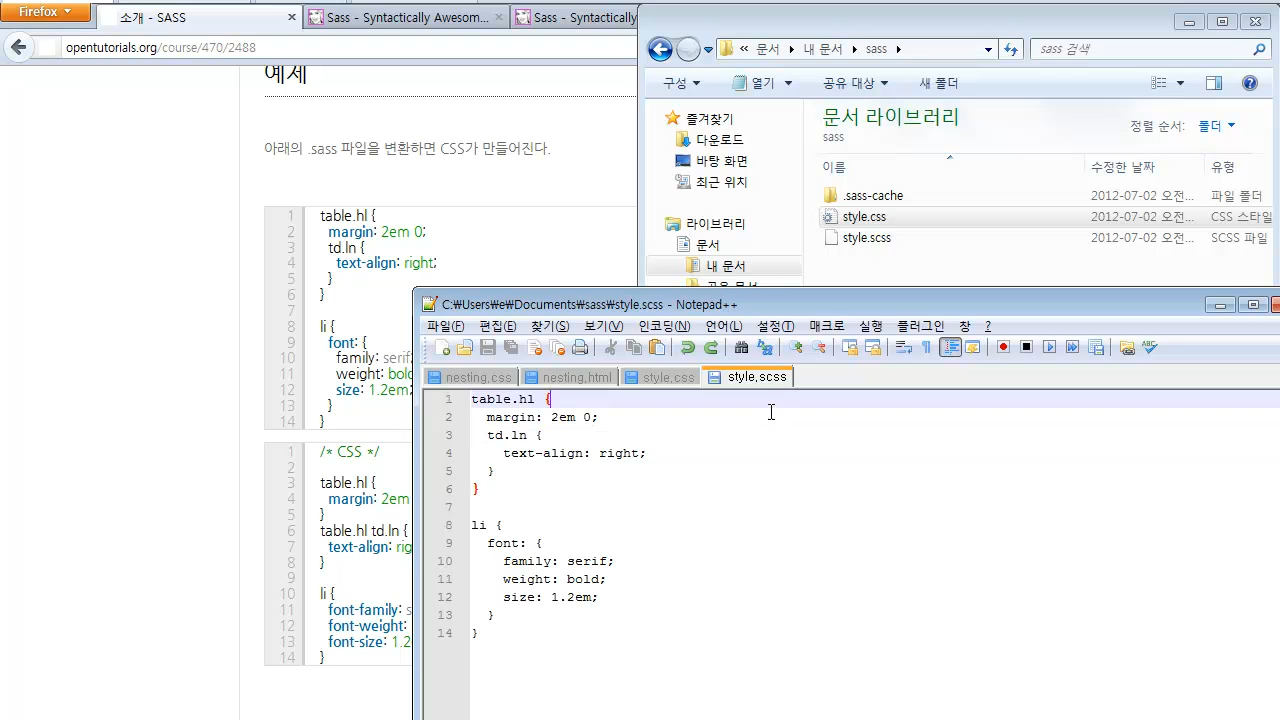 Firefox
소개 - SASS
Sass - Syntactically Awesom...
Sass - Syntactically
opentutorials.org/course/470/2488
예제
아래의 .sass 파일을 변환하면 CSS가 만들어진다.
1 table.hl {
2 margin: 2em 0;
3 td.ln {
4 text-align: right;
5 }
6 }
7
8 li {
9 font: {
10 family: serif;
11 weight: bold
12 size: 1.2em;
13 }
14 }
1 /* CSS */
2
3 table.hl {
4 margin: 2em
5 }
6 table.hl td.ln {
7 text-align: rig
8 }
9
10 li {
11 font-family: s
12 font-weight:
13 font-size: 1.2
14 }
« 문서 내 문서 sass
sass 검색
구성 열기 공유 대상 새 폴더
즐겨찾기
다운로드
바탕 화면
최근 위치
라이브러리
문서
내 문서
공유 문서
문서 라이브러리
sass
정렬 순서: 폴더
이름 수정한 날짜 유형
.sass-cache 2012-07-02 오전... 파일 폴더
style.css 2012-07-02 오전... CSS 스타일
style.scss 2012-07-02 오전... SCSS 파일
C:₩Users₩e₩Documents₩sass₩style.scss - Notepad++
파일(F) 편집(E) 찾기(S) 보기(V) 인코딩(N) 언어(L) 설정(T) 매크로 실행 플러그인 창 ?
nesting.css nesting.html style.css style.scss
1 table.hl {
2 margin: 2em 0;
3 td.ln {
4 text-align: right;
5 }
6 }
7
8 li {
9 font: {
10 family: serif;
11 weight: bold;
12 size: 1.2em;
13 }
14 }